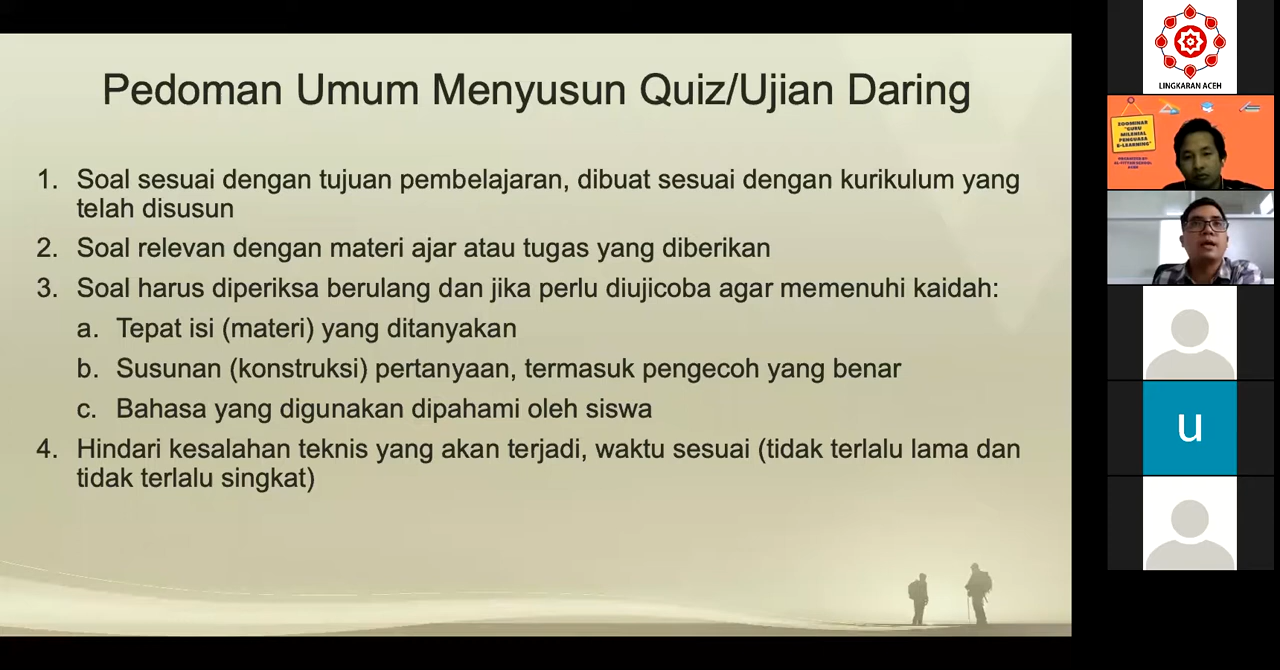 Pedoman Umum Menyusun Quiz/Ujian Daring
1. Soal sesuai dengan tujuan pembelajaran, dibuat sesuai dengan kurikulum yang
telah disusun
2. Soal relevan dengan materi ajar atau tugas yang diberikan
3. Soal harus diperiksa berulang dan jika perlu diujicoba agar memenuhi kaidah:
a. Tepat isi (materi) yang ditanyakan
b. Susunan (konstruksi) pertanyaan, termasuk pengecoh yang benar
c. Bahasa yang digunakan dipahami oleh siswa
4. Hindari kesalahan teknis yang akan terjadi, waktu sesuai (tidak terlalu lama dan
tidak terlalu singkat)
LINGKARAN ACEH
ZOOMINAR
"GURU
MILENIAL
PENGUASA
E-LEARNING"
u